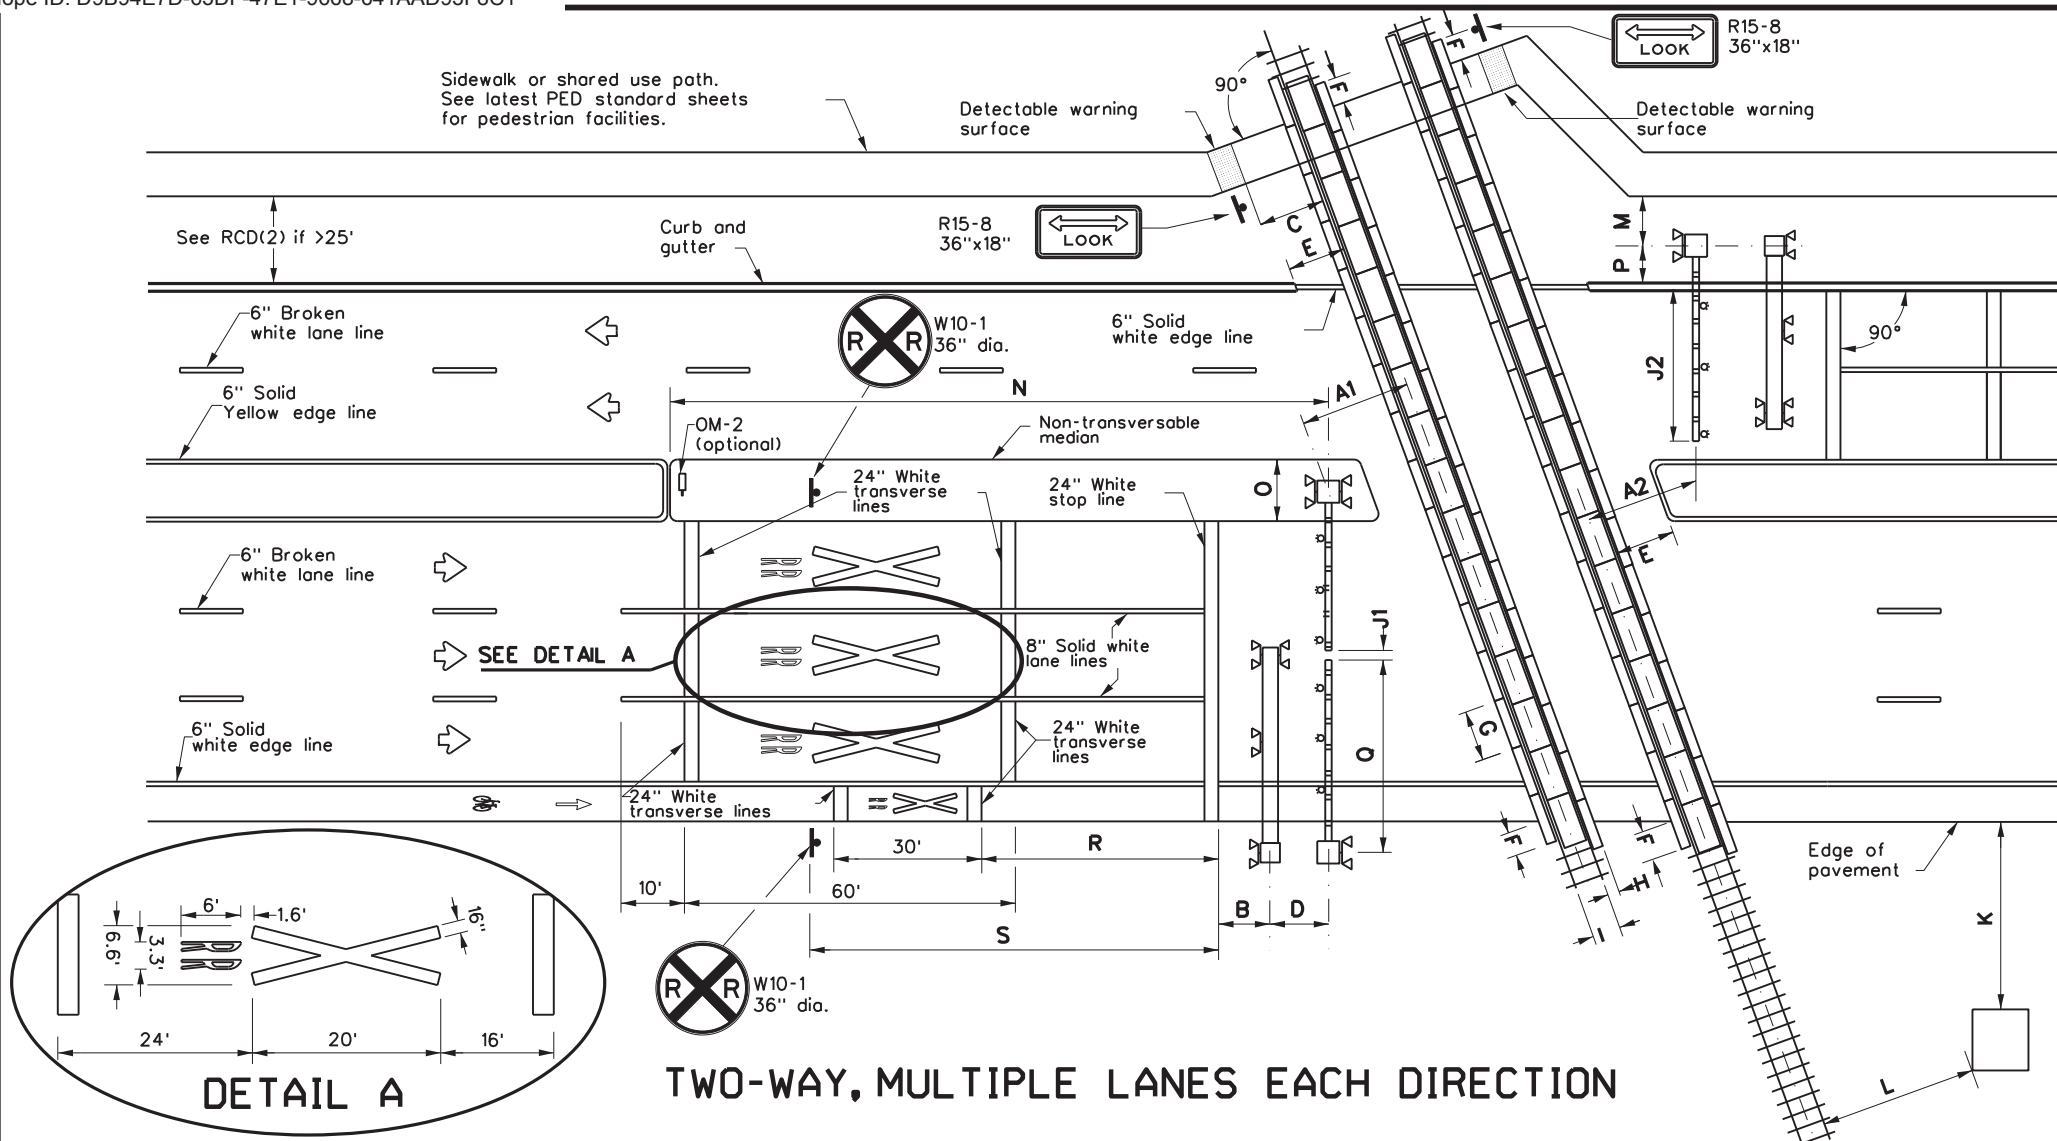 R15-8
36"x18"
LOOK
Sidewalk or shared use path.
See latest PED standard sheets
for pedestrian facilities.
Detectable warning
surface
90°
F
F
Detectable warning
surface
See RCD(2) if >25'
Curb and
gutter
R15-8
36"x18"
LOOK
C
E
M
P
6" Broken
white lane line
R R
W10-1
36" dia.
6" Solid
white edge line
90°
J2
6" Solid
Yellow edge line
N
A1
OM-2
(optional)
Non-transversable
median
24" White
transverse
lines
24" White
stop line
O
A2
E
6" Broken
white lane line
J1
SEE DETAIL A
RR
RR
RR
8" Solid white
lane lines
6" Solid
white edge line
24" White
transverse
lines
G
Q
24" White
transverse lines
RR
30'
R
F
F
H
I
Edge of
pavement
10'
60'
B
D
S
K
R R
W10-1
36" dia.
6'
1.6'
16"
6.6'
3.3'
RR
24'
20'
16'
DETAIL A
L
TWO-WAY, MULTIPLE LANES EACH DIRECTION